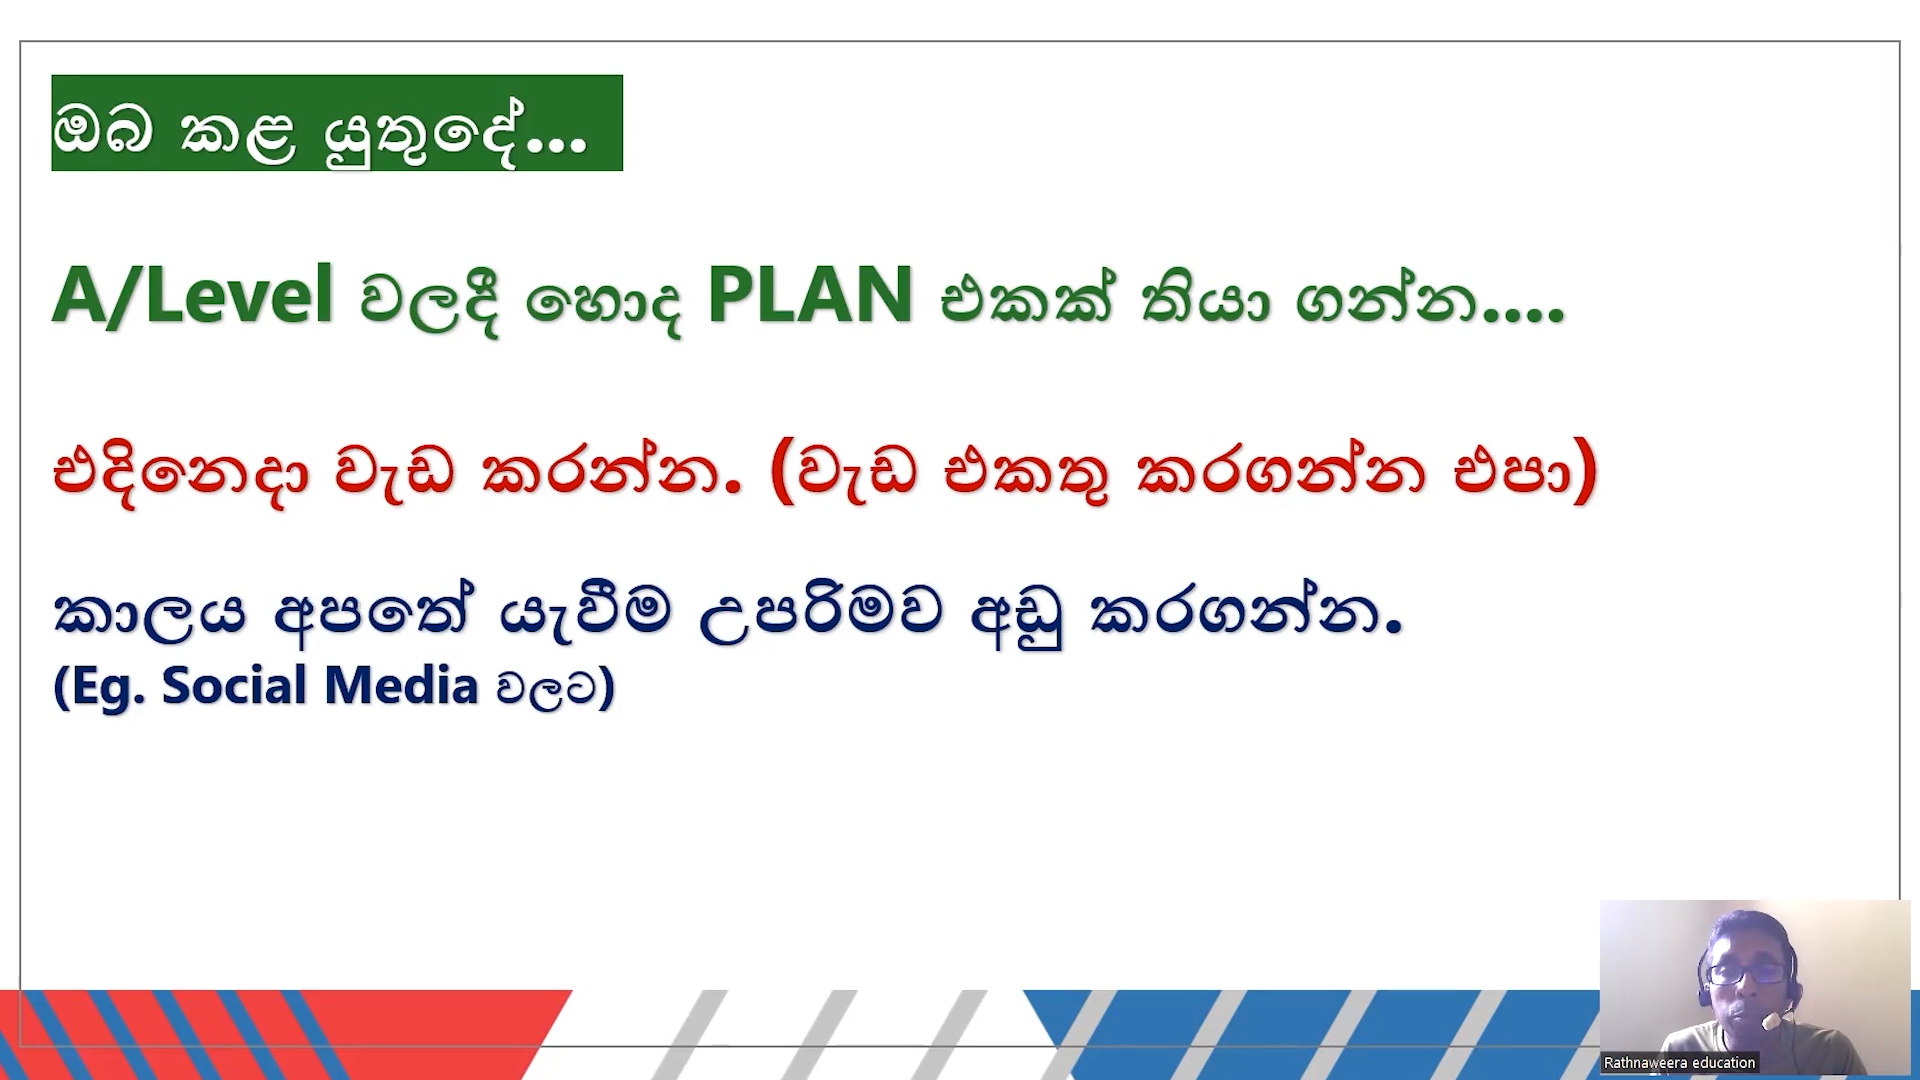 ඔබ කළ යුතුදේ...
A/Level වලදී හොද PLAN එකක් තියා ගන්න....
එදිනෙදා වැඩ කරන්න. (වැඩ එකතු කරගන්න එපා)
කාලය අපතේ යැවීම උපරිමව අඩු කරගන්න.
(Eg. Social Media වලට)
Rathnaweera education